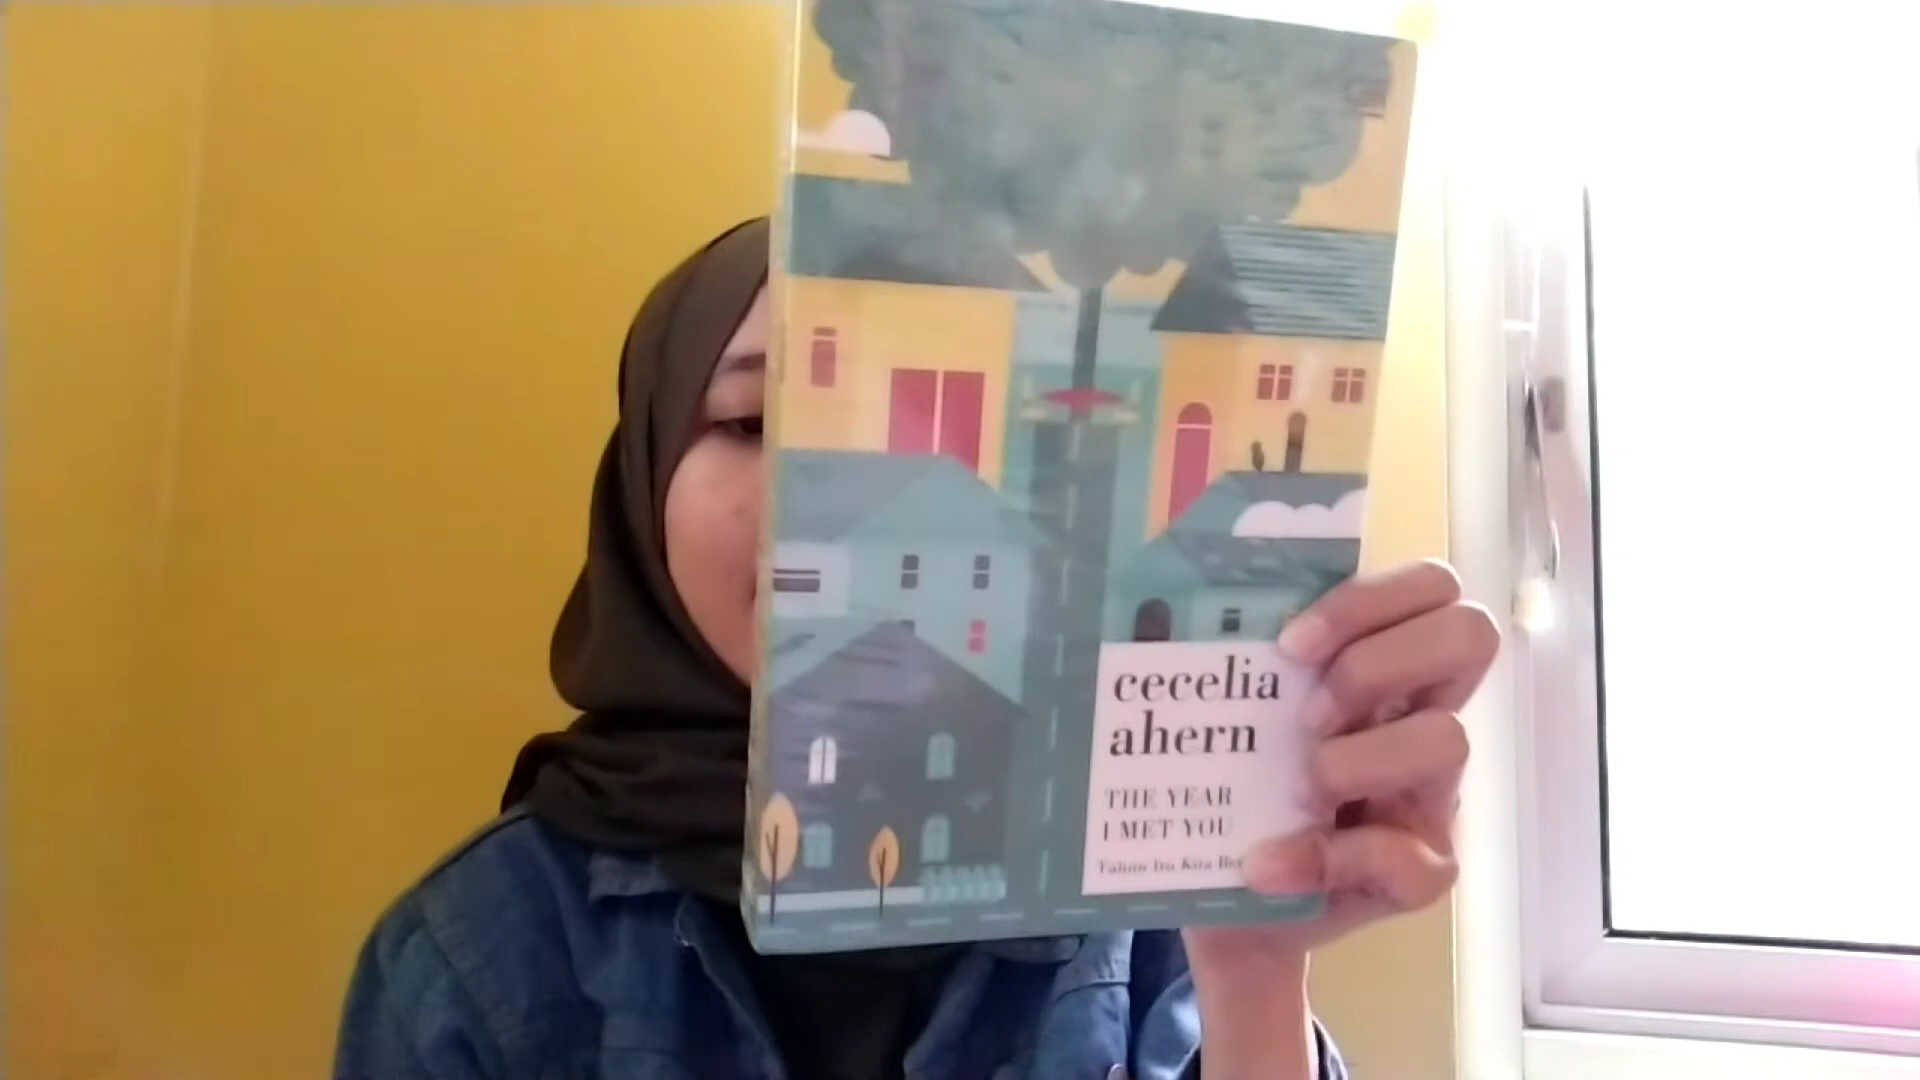 cecelia
ahern
THE YEAR
I MET YOU
Tahun Itu Kita